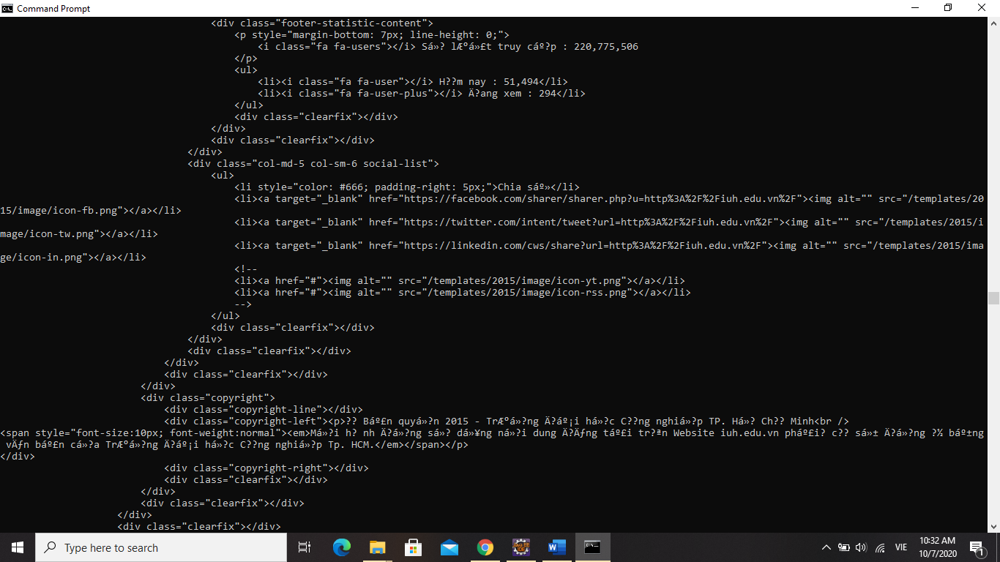 Command Prompt
<div class="footer-statistic-content">
<p style="margin-bottom: 7px; line-height: 0;">
<i class="fa fa-users"></i> Sá»? lÆ°á»£t truy cáº?p : 220,775,506
</p>
<ul>
<li><i class="fa fa-user"></i> H??m nay : 51,494</li>
<li><i class="fa fa-user-plus"></i> Ä?ang xem : 294</li>
</ul>
<div class="clearfix"></div>
</div>
<div class="clearfix"></div>
</div>
<div class="col-md-5 col-sm-6 social-list">
<ul>
<li style="color: #666; padding-right: 5px;">Chia sáº»</li>
<li><a target="_blank" href="https://facebook.com/sharer/sharer.php?u=http%3A%2F%2Fiuh.edu.vn%2F"><img alt="" src="/templates/20
15/image/icon-fb.png"></a></li>
<li><a target="_blank" href="https://twitter.com/intent/tweet?url=http%3A%2F%2Fiuh.edu.vn%2F"><img alt="" src="/templates/2015/i
mage/icon-tw.png"></a></li>
<li><a target="_blank" href="https://linkedin.com/cws/share?url=http%3A%2F%2Fiuh.edu.vn%2F"><img alt="" src="/templates/2015/ima
ge/icon-in.png"></a></li>
<!--
<li><a href="#"><img alt="" src="/templates/2015/image/icon-yt.png"></a></li>
<li><a href="#"><img alt="" src="/templates/2015/image/icon-rss.png"></a></li>
-->
</ul>
<div class="clearfix"></div>
</div>
<div class="clearfix"></div>
</div>
<div class="clearfix"></div>
</div>
<div class="copyright">
<div class="copyright-line"></div>
<div class="copyright-left"><p>?? Báº£n quyá»?n 2015 - TrÆ°á»?ng Ä?áº¡i há»?c C??ng nghiá»?p TP. Há»? Ch?? Minh<br />
<span style="font-size:10px; font-weight:normal"><em>Má»?i h? nh Ä?á»?ng sá»? dá»¥ng ná»?i dung Ä?Äƒng táº£i tr?ªn Website iuh.edu.vn pháº£i? c?? sá»± Ä?á»?ng ?½ báº±ng
vÄƒn báº£n cá»?a TrÆ°á»?ng Ä?áº¡i há»?c C??ng nghiá»?p Tp. HCM.</em></span></p>
</div>
<div class="copyright-right"></div>
<div class="clearfix"></div>
</div>
<div class="clearfix"></div>
</div>
<div class="clearfix"></div>
Type here to search
VIE
10:32 AM
10/7/2020
1